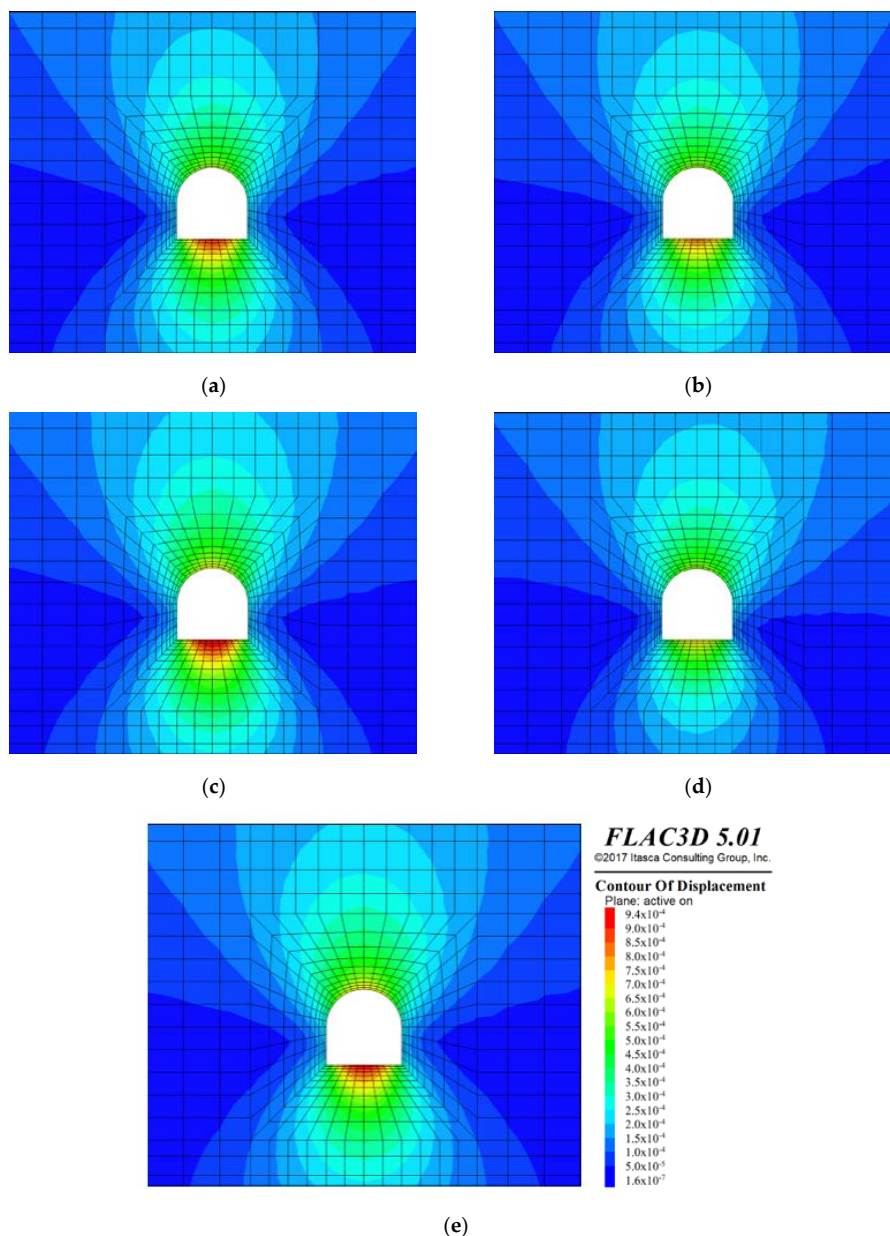 (a)
(b)
(c)
(d)
FLAC3D 5.01
©2017 Itasca Consulting Group, Inc.
Contour Of Displacement
Plane: active on
9.4x10⁻⁴
9.0x10⁻⁴
8.5x10⁻⁴
8.0x10⁻⁴
7.5x10⁻⁴
7.0x10⁻⁴
6.5x10⁻⁴
6.0x10⁻⁴
5.5x10⁻⁴
5.0x10⁻⁴
4.5x10⁻⁴
4.0x10⁻⁴
3.5x10⁻⁴
3.0x10⁻⁴
2.5x10⁻⁴
2.0x10⁻⁴
1.5x10⁻⁴
1.0x10⁻⁴
5.0x10⁻⁵
1.6x10⁻⁷
(e)